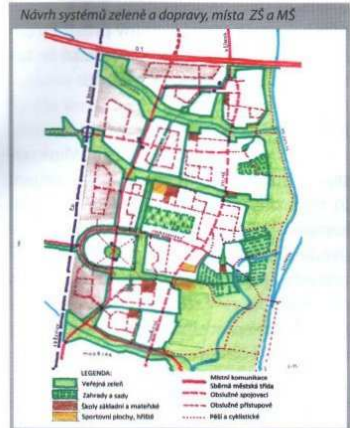 Návrh systémů zeleně a dopravy, místa ZŠ a MŠ
LEGENDA:
Veřejná zeleň
Zahrady a sady
Školy základní a mateřské
Sportovní plochy, hřiště
Místní komunikace
Sběrná městská třída
Obslužné spojovací
Obslužné přístupové
Pěší a cyklistické